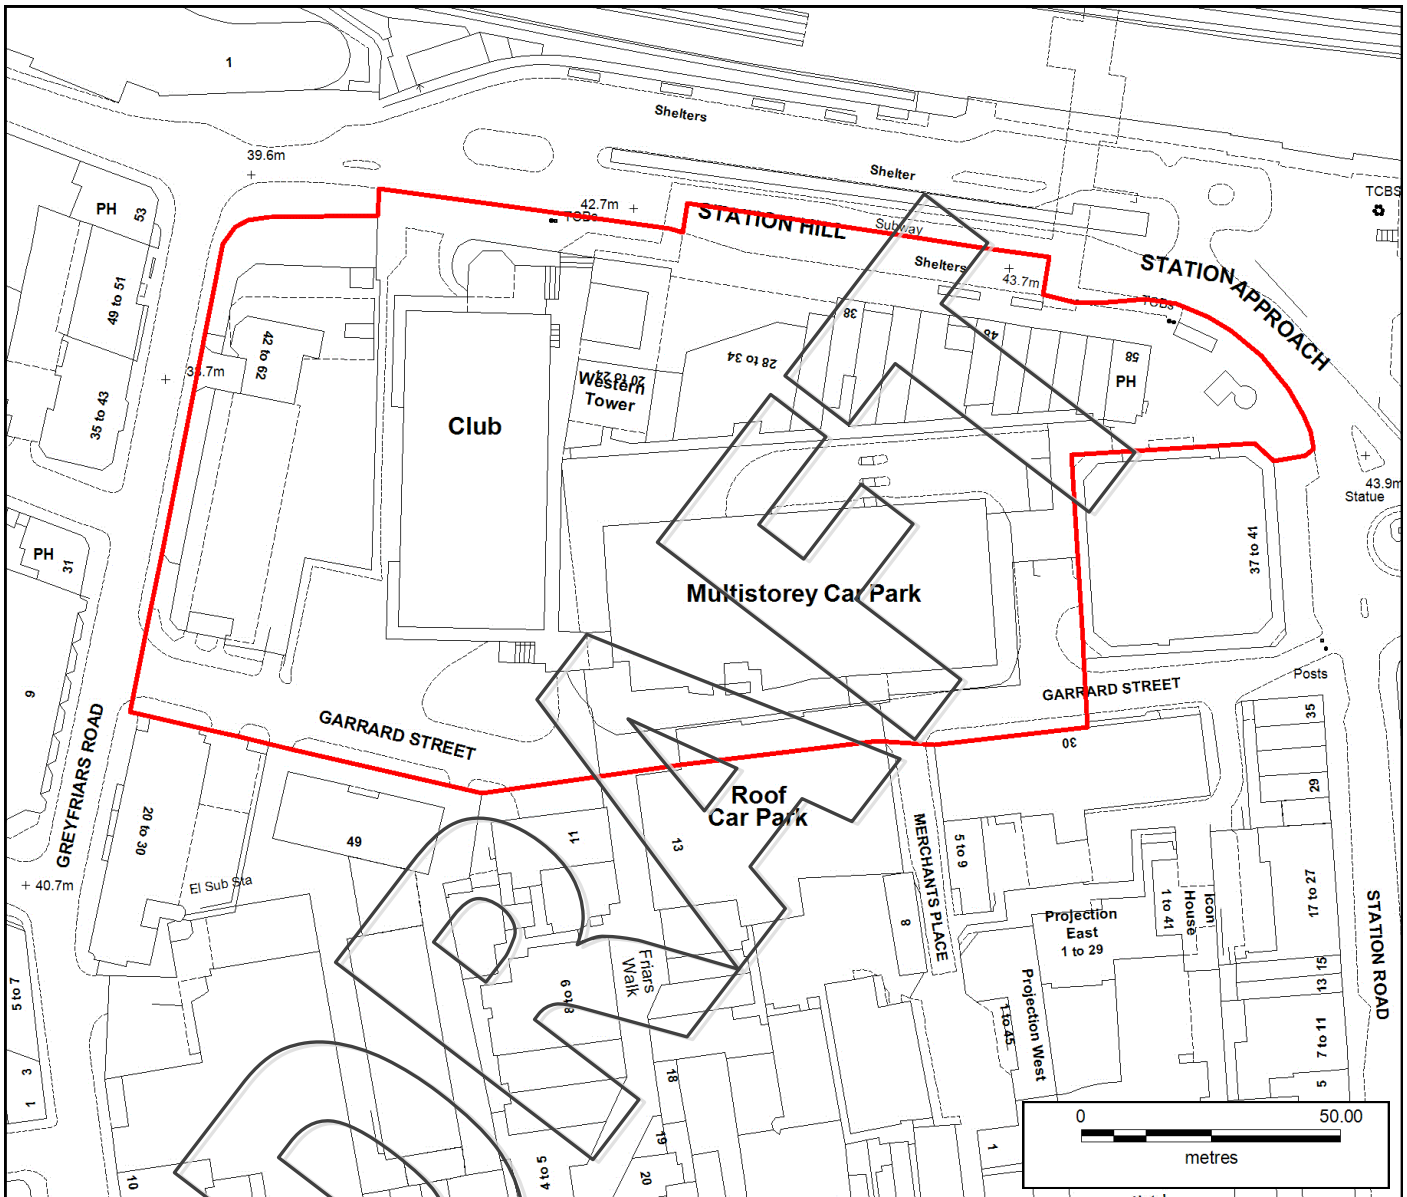 1
Shelters
39.6m
Shelter
TCBS
PH
53
42.7m
TCBs
STATION HILL
Subway
Shelters
43.7m
STATION APPROACH
TCBs
49 to 51
38
48
58
PH
42 to 62
28 to 34
20 to 24
Western
Tower
35 to 43
Club
43.9m
Statue
37 to 41
PH
31
Multistorey Car Park
9
Posts
GARRARD STREET
GARRARD STREET
35
30
29
GREYFRIARS ROAD
Roof
Car Park
20 to 30
49
11
13
MERCHANTS PLACE
5 to 9
40.7m
El Sub Sta
8
Projection
East
1 to 29
1 to 41
Icon
House
17 to 27
STATION ROAD
Friars
Walk
6 to 8
5 to 7
15
13
Projection West
1 to 45
7 to 11
3
1
18
5
19
20
4 to 5
10
1
0 50.00
metres
DRAFT